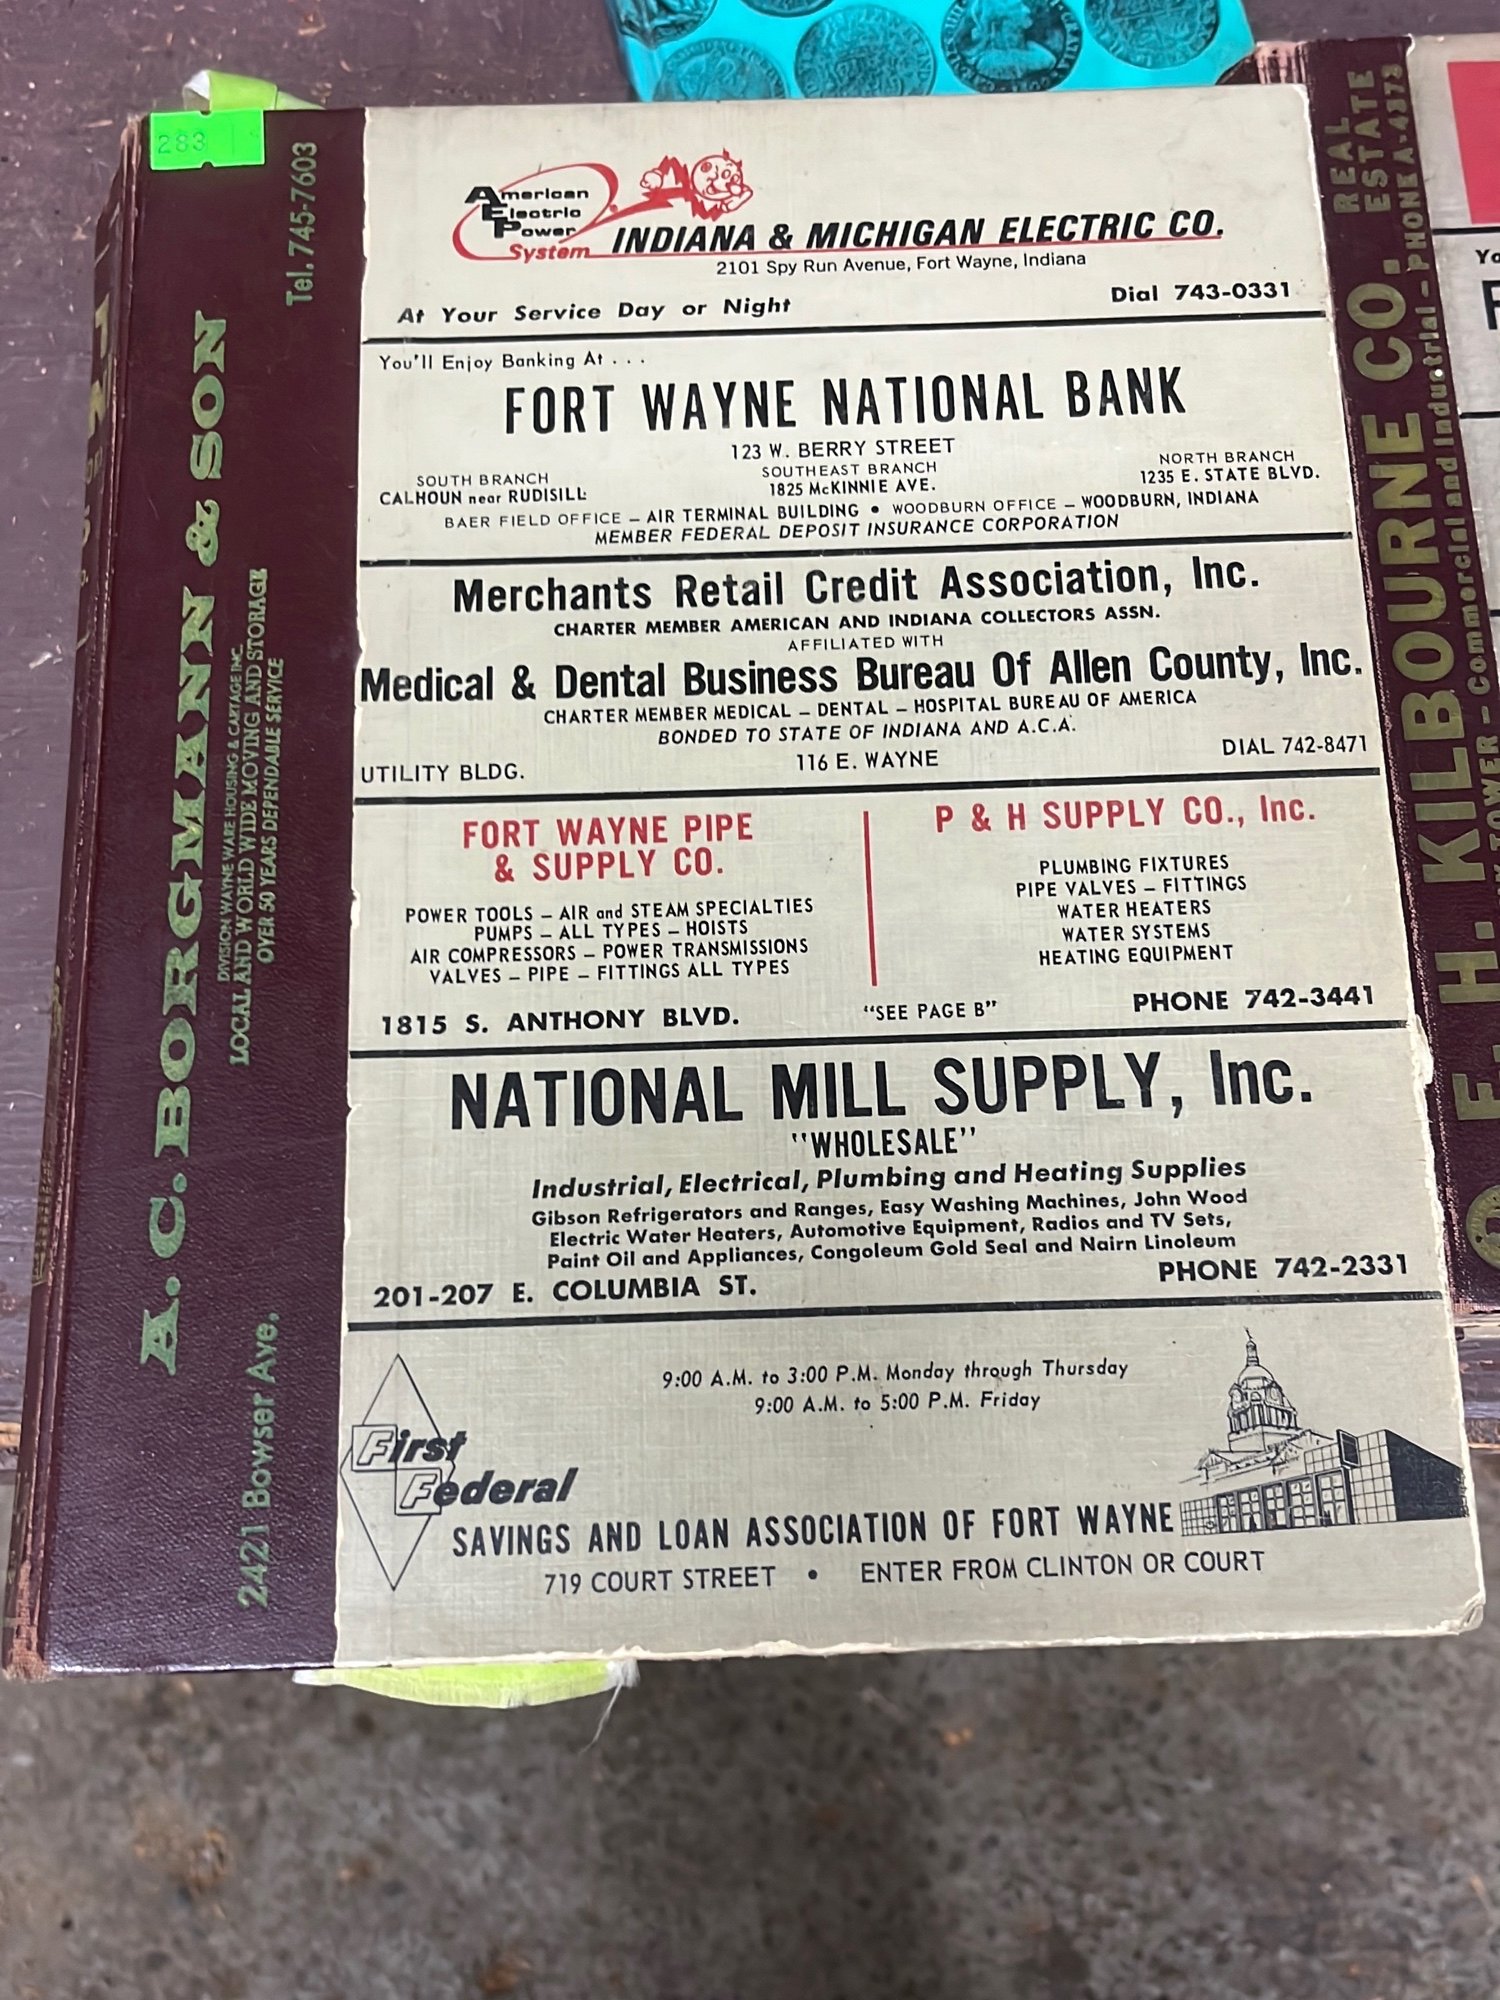 283
Tel. 745-7603
A. C. BORGMANN & SON
DIVISION WAYNE WAREHOUSING & CARTAGE INC.
LOCAL AND WORLD WIDE MOVING AND STORAGE
OVER 50 YEARS DEPENDABLE SERVICE
2421 Bowser Ave.
American
Electric
Power
System
INDIANA & MICHIGAN ELECTRIC CO.
2101 Spy Run Avenue, Fort Wayne, Indiana
At Your Service Day or Night
Dial 743-0331
You'll Enjoy Banking At . . .
FORT WAYNE NATIONAL BANK
123 W. BERRY STREET
SOUTH BRANCH
CALHOUN near RUDISILL
SOUTHEAST BRANCH
1825 McKINNIE AVE.
NORTH BRANCH
1235 E. STATE BLVD.
BAER FIELD OFFICE – AIR TERMINAL BUILDING • WOODBURN OFFICE – WOODBURN, INDIANA
MEMBER FEDERAL DEPOSIT INSURANCE CORPORATION
Merchants Retail Credit Association, Inc.
CHARTER MEMBER AMERICAN AND INDIANA COLLECTORS ASSN.
AFFILIATED WITH
Medical & Dental Business Bureau Of Allen County, Inc.
CHARTER MEMBER MEDICAL – DENTAL – HOSPITAL BUREAU OF AMERICA
BONDED TO STATE OF INDIANA AND A.C.A.
UTILITY BLDG.
116 E. WAYNE
DIAL 742-8471
FORT WAYNE PIPE
& SUPPLY CO.
POWER TOOLS – AIR and STEAM SPECIALTIES
PUMPS – ALL TYPES – HOISTS
AIR COMPRESSORS – POWER TRANSMISSIONS
VALVES – PIPE – FITTINGS ALL TYPES
1815 S. ANTHONY BLVD.
P & H SUPPLY CO., Inc.
PLUMBING FIXTURES
PIPE VALVES – FITTINGS
WATER HEATERS
WATER SYSTEMS
HEATING EQUIPMENT
"SEE PAGE B"
PHONE 742-3441
NATIONAL MILL SUPPLY, Inc.
"WHOLESALE"
Industrial, Electrical, Plumbing and Heating Supplies
Gibson Refrigerators and Ranges, Easy Washing Machines, John Wood
Electric Water Heaters, Automotive Equipment, Radios and TV Sets,
Paint Oil and Appliances, Congoleum Gold Seal and Nairn Linoleum
201-207 E. COLUMBIA ST.
PHONE 742-2331
9:00 A.M. to 3:00 P.M. Monday through Thursday
9:00 A.M. to 5:00 P.M. Friday
First
Federal
SAVINGS AND LOAN ASSOCIATION OF FORT WAYNE
719 COURT STREET • ENTER FROM CLINTON OR COURT
REAL
ESTATE
E. H. KILBOURNE CO.
TOWER – Commercial and Industrial – PHONE A-4373